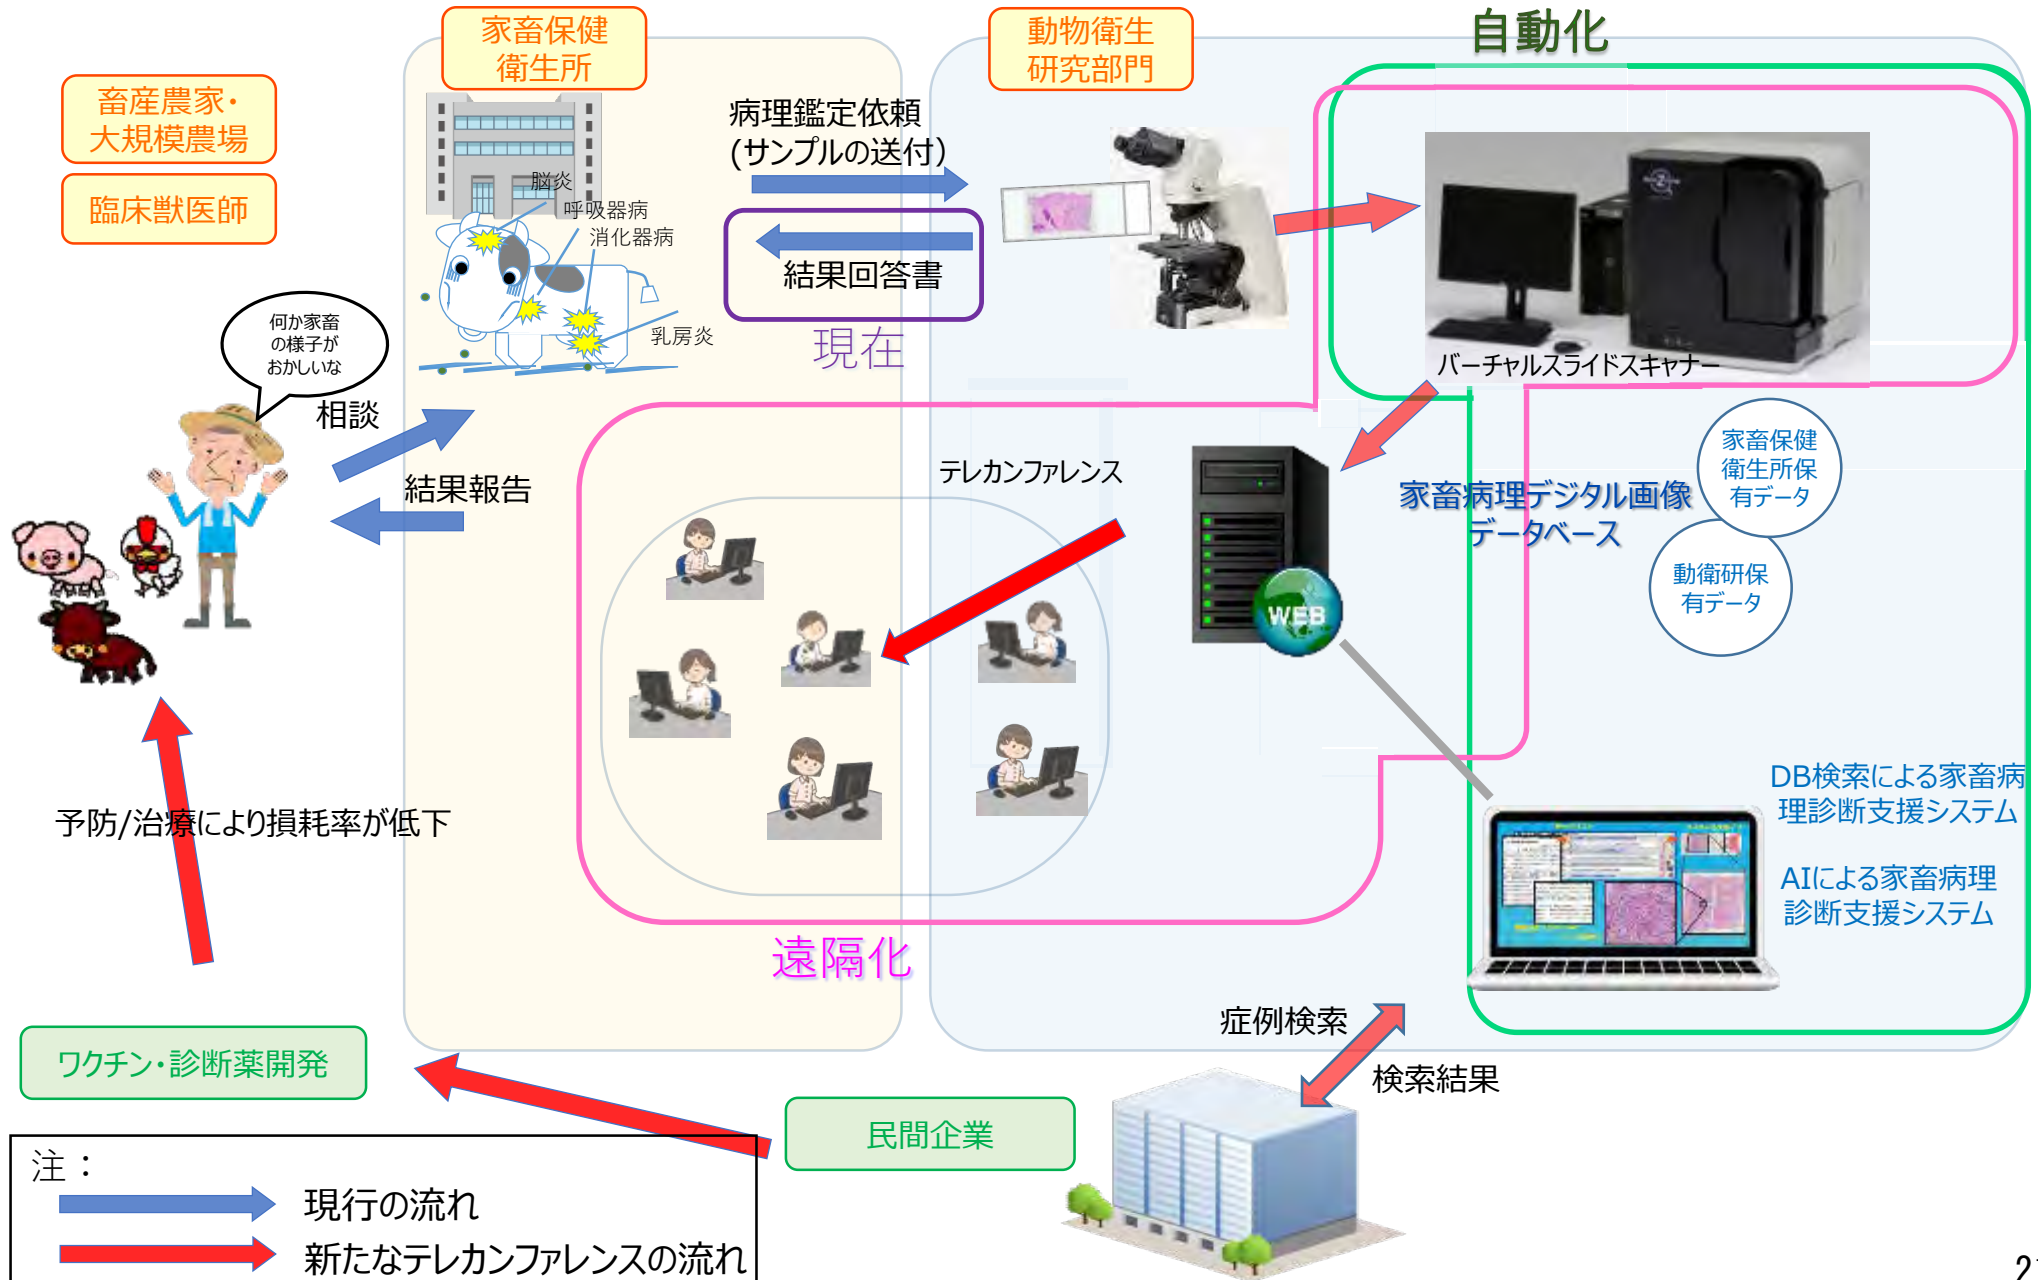 自動化
家畜保健
衛生所
動物衛生
研究部門
畜産農家・
大規模農場
臨床獣医師
病理鑑定依頼
(サンプルの送付)
脳炎
呼吸器病
消化器病
乳房炎
結果回答書
現在
バーチャルスライドスキャナー
何か家畜
の様子が
おかしいな
相談
結果報告
テレカンファレンス
WEB
家畜病理デジタル画像
データベース
家畜保健
衛生所保
有データ
動衛研保
有データ
DB検索による家畜病
理診断支援システム
AIによる家畜病理
診断支援システム
予防/治療により損耗率が低下
遠隔化
症例検索
検索結果
ワクチン・診断薬開発
民間企業
注：
現行の流れ
新たなテレカンファレンスの流れ